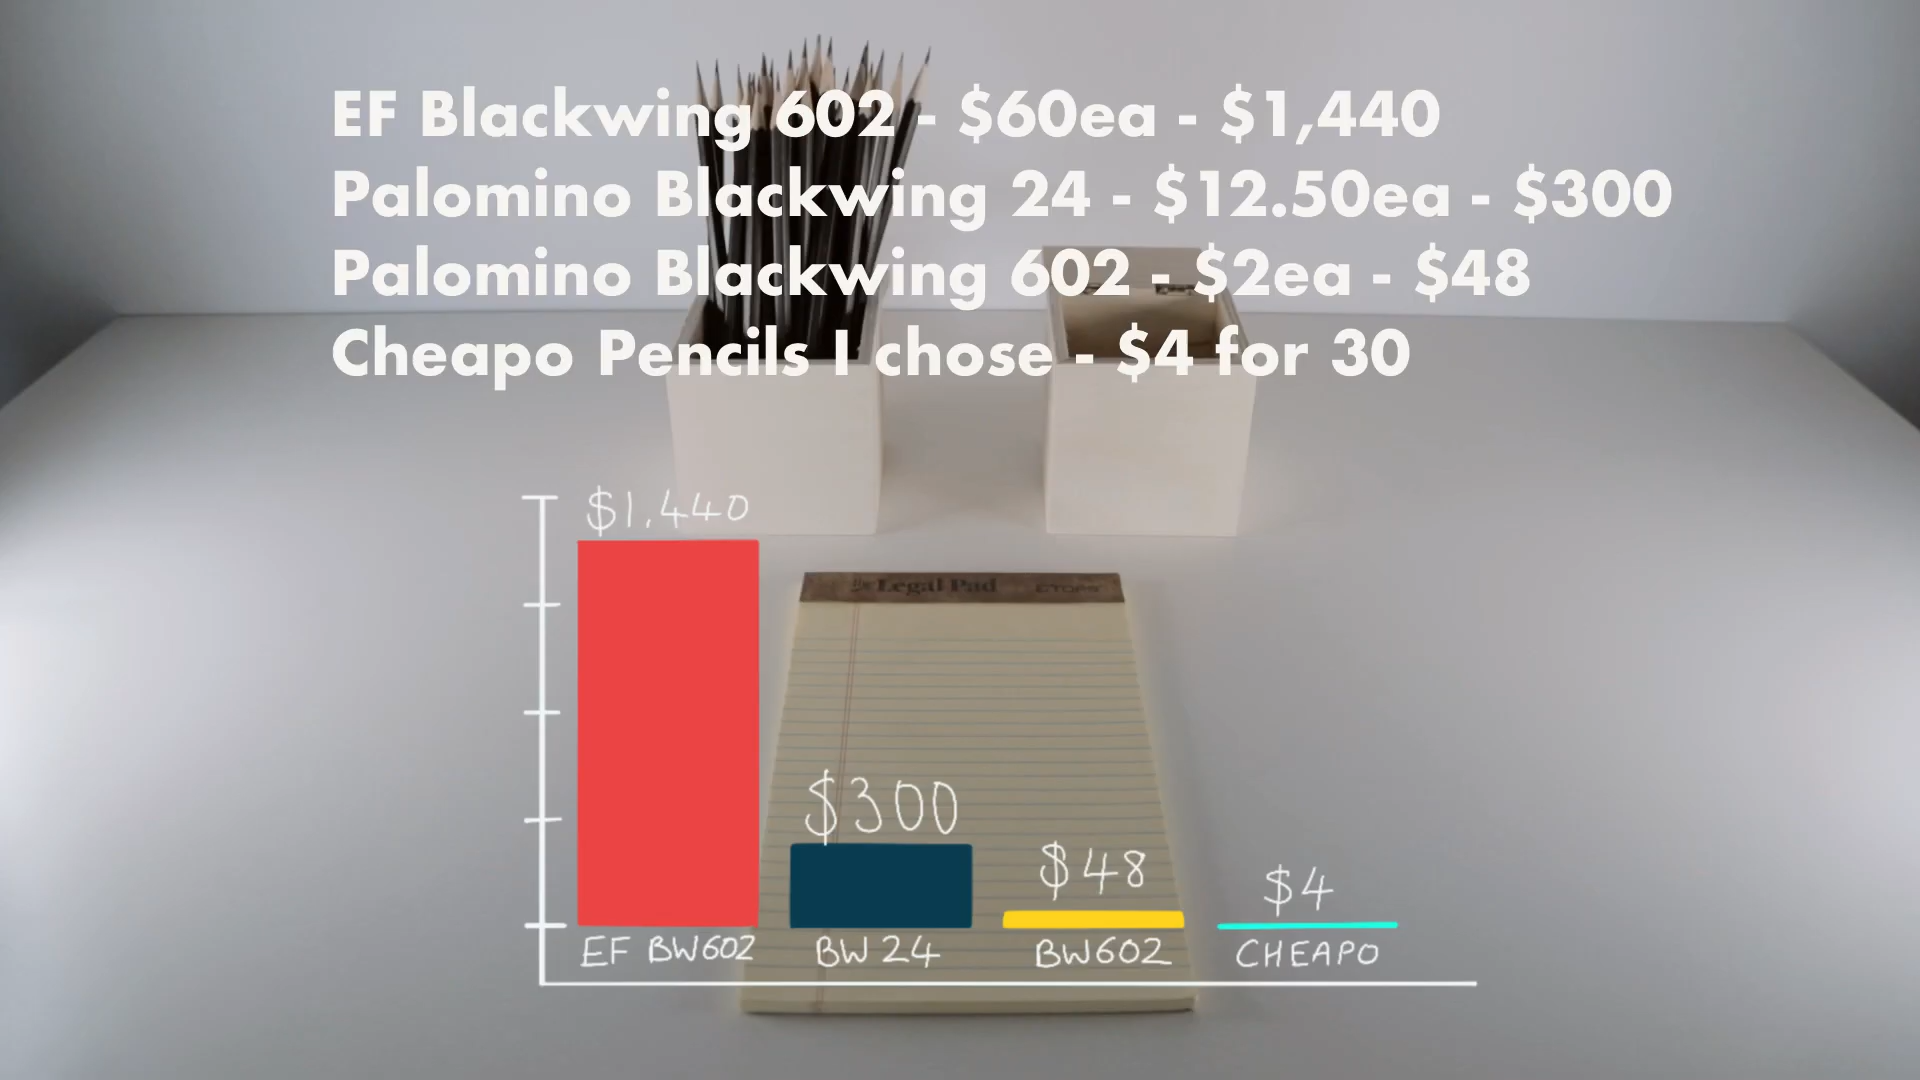 EF Blackwing 602 - $60ea - $1,440
Palomino Blackwing 24 - $12.50ea - $300
Palomino Blackwing 602 - $2ea - $48
Cheapo Pencils I chose - $4 for 30
$1,440
The Legal Pad
$300
$48
$4
EF BW602
BW 24
BW602
CHEAPO